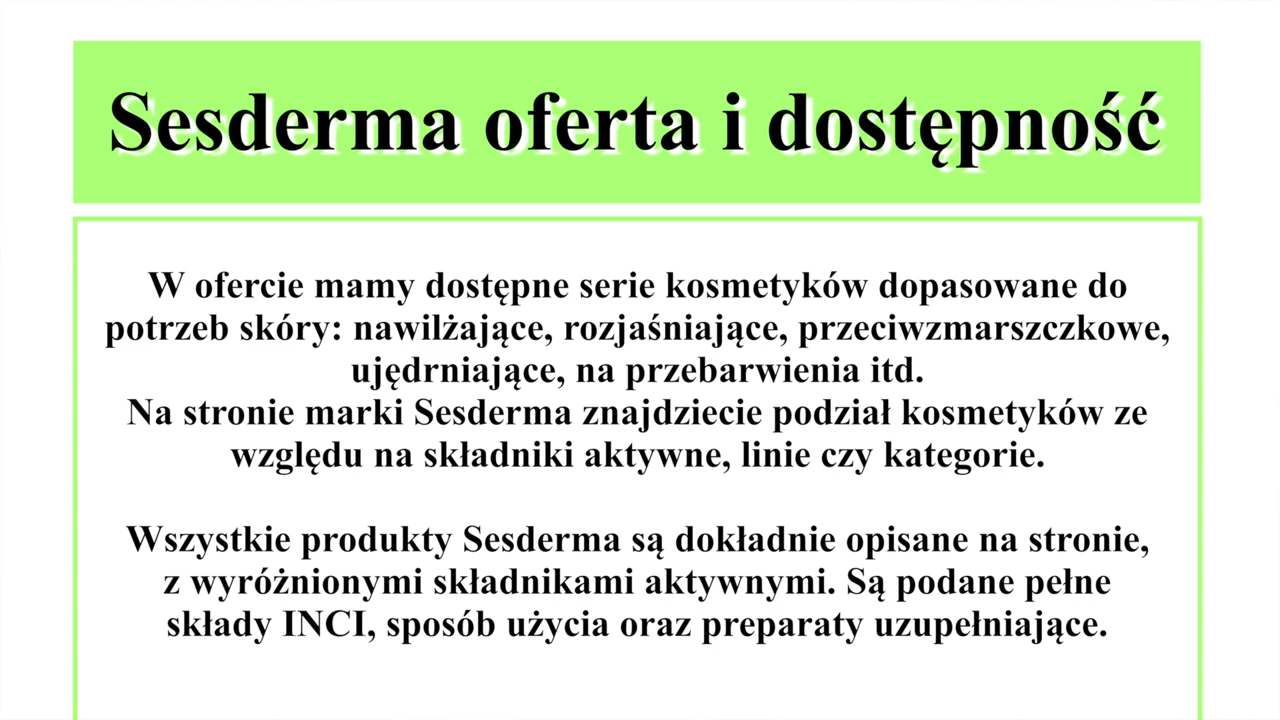 Sesderma oferta i dostępność
W ofercie mamy dostępne serie kosmetyków dopasowane do
potrzeb skóry: nawilżające, rozjaśniające, przeciwzmarszczkowe,
ujędrniające, na przebarwienia itd.
Na stronie marki Sesderma znajdziecie podział kosmetyków ze
względu na składniki aktywne, linie czy kategorie.
Wszystkie produkty Sesderma są dokładnie opisane na stronie,
z wyróżnionymi składnikami aktywnymi. Są podane pełne
składy INCI, sposób użycia oraz preparaty uzupełniające.